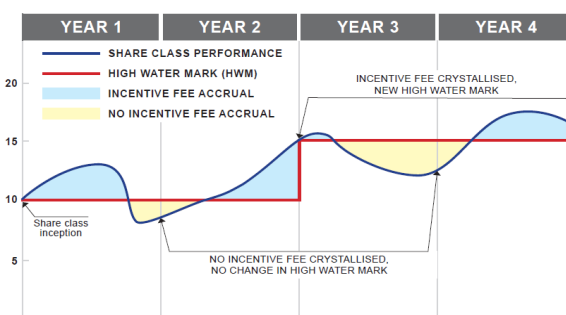 YEAR 1 YEAR 2 YEAR 3 YEAR 4
SHARE CLASS PERFORMANCE
HIGH WATER MARK (HWM)
INCENTIVE FEE ACCRUAL
NO INCENTIVE FEE ACCRUAL
INCENTIVE FEE CRYSTALLISED,
NEW HIGH WATER MARK
20
15
10
5
Share class
inception
NO INCENTIVE FEE CRYSTALLISED,
NO CHANGE IN HIGH WATER MARK